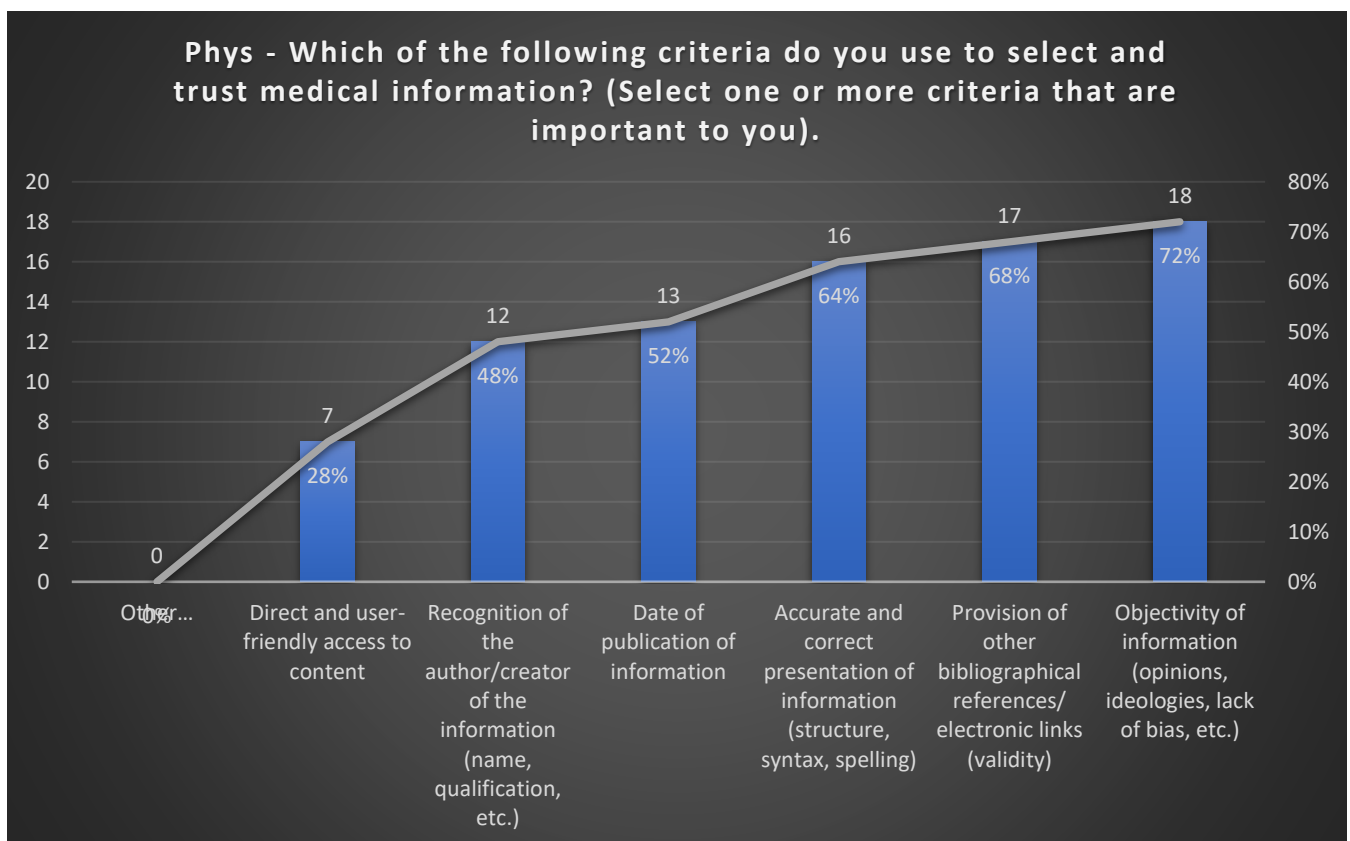 Phys - Which of the following criteria do you use to select and
trust medical information? (Select one or more criteria that are
important to you).
20
18
16
14
12
10
8
6
4
2
0
80%
70%
60%
50%
40%
30%
20%
10%
0%
0
7
12
13
16
17
18
0%
28%
48%
52%
64%
68%
72%
Other...
Direct and user-
friendly access to
content
Recognition of
the
author/creator
of the
information
(name,
qualification,
etc.)
Date of
publication of
information
Accurate and
correct
presentation of
information
(structure,
syntax, spelling)
Provision of
other
bibliographical
references/
electronic links
(validity)
Objectivity of
information
(opinions,
ideologies, lack
of bias, etc.)